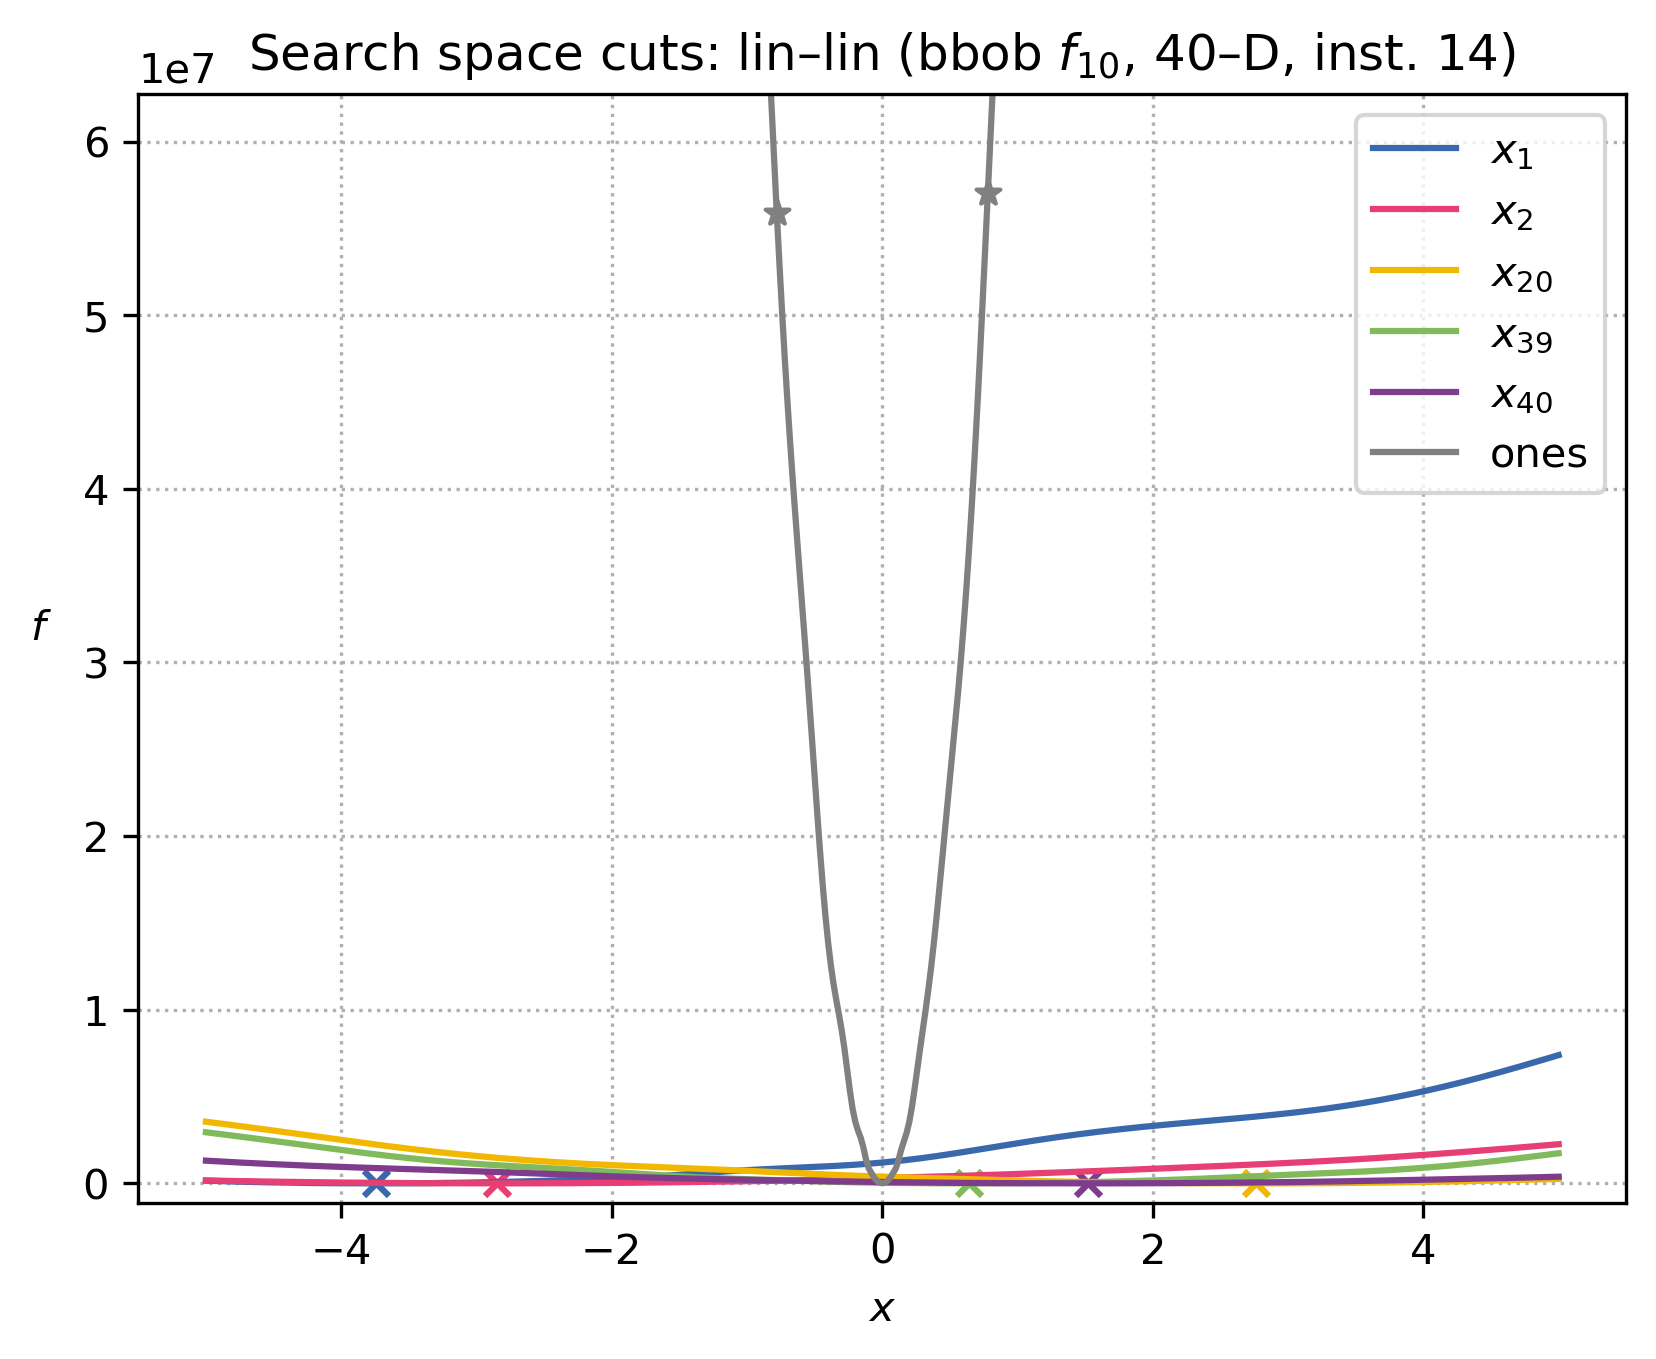 Search space cuts: lin–lin (bbob f₁₀, 40–D, inst. 14)
1e7
6
5
4
3
2
1
0
f
−4 −2 0 2 4
x
x₁
x₂
x₂₀
x₃₉
x₄₀
ones